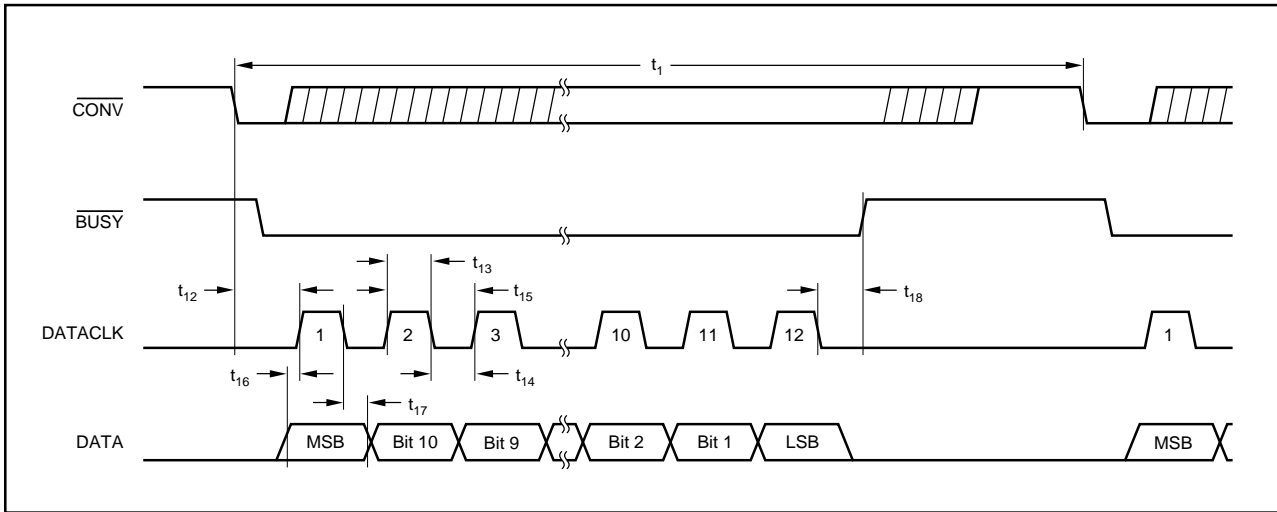 t12
t1
CONV
BUSY
t13
t12
t15
t18
DATACLK
1
2
3
10
11
12
1
t16
t14
t17
DATA
MSB
Bit 10
Bit 9
Bit 2
Bit 1
LSB
MSB